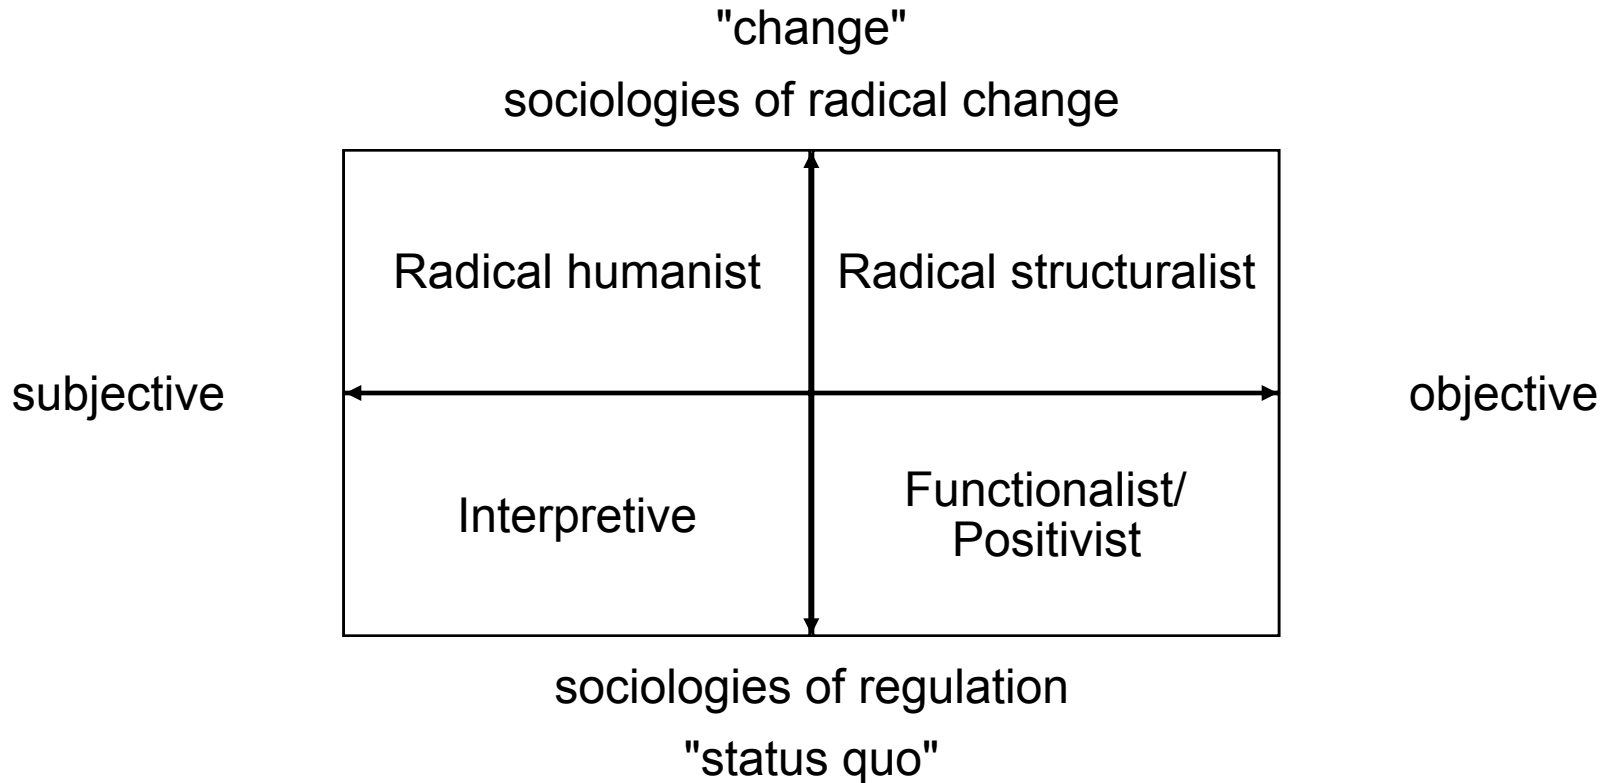 "change"
sociologies of radical change
Radical humanist
Radical structuralist
subjective
objective
Interpretive
Functionalist/
Positivist
sociologies of regulation
"status quo"